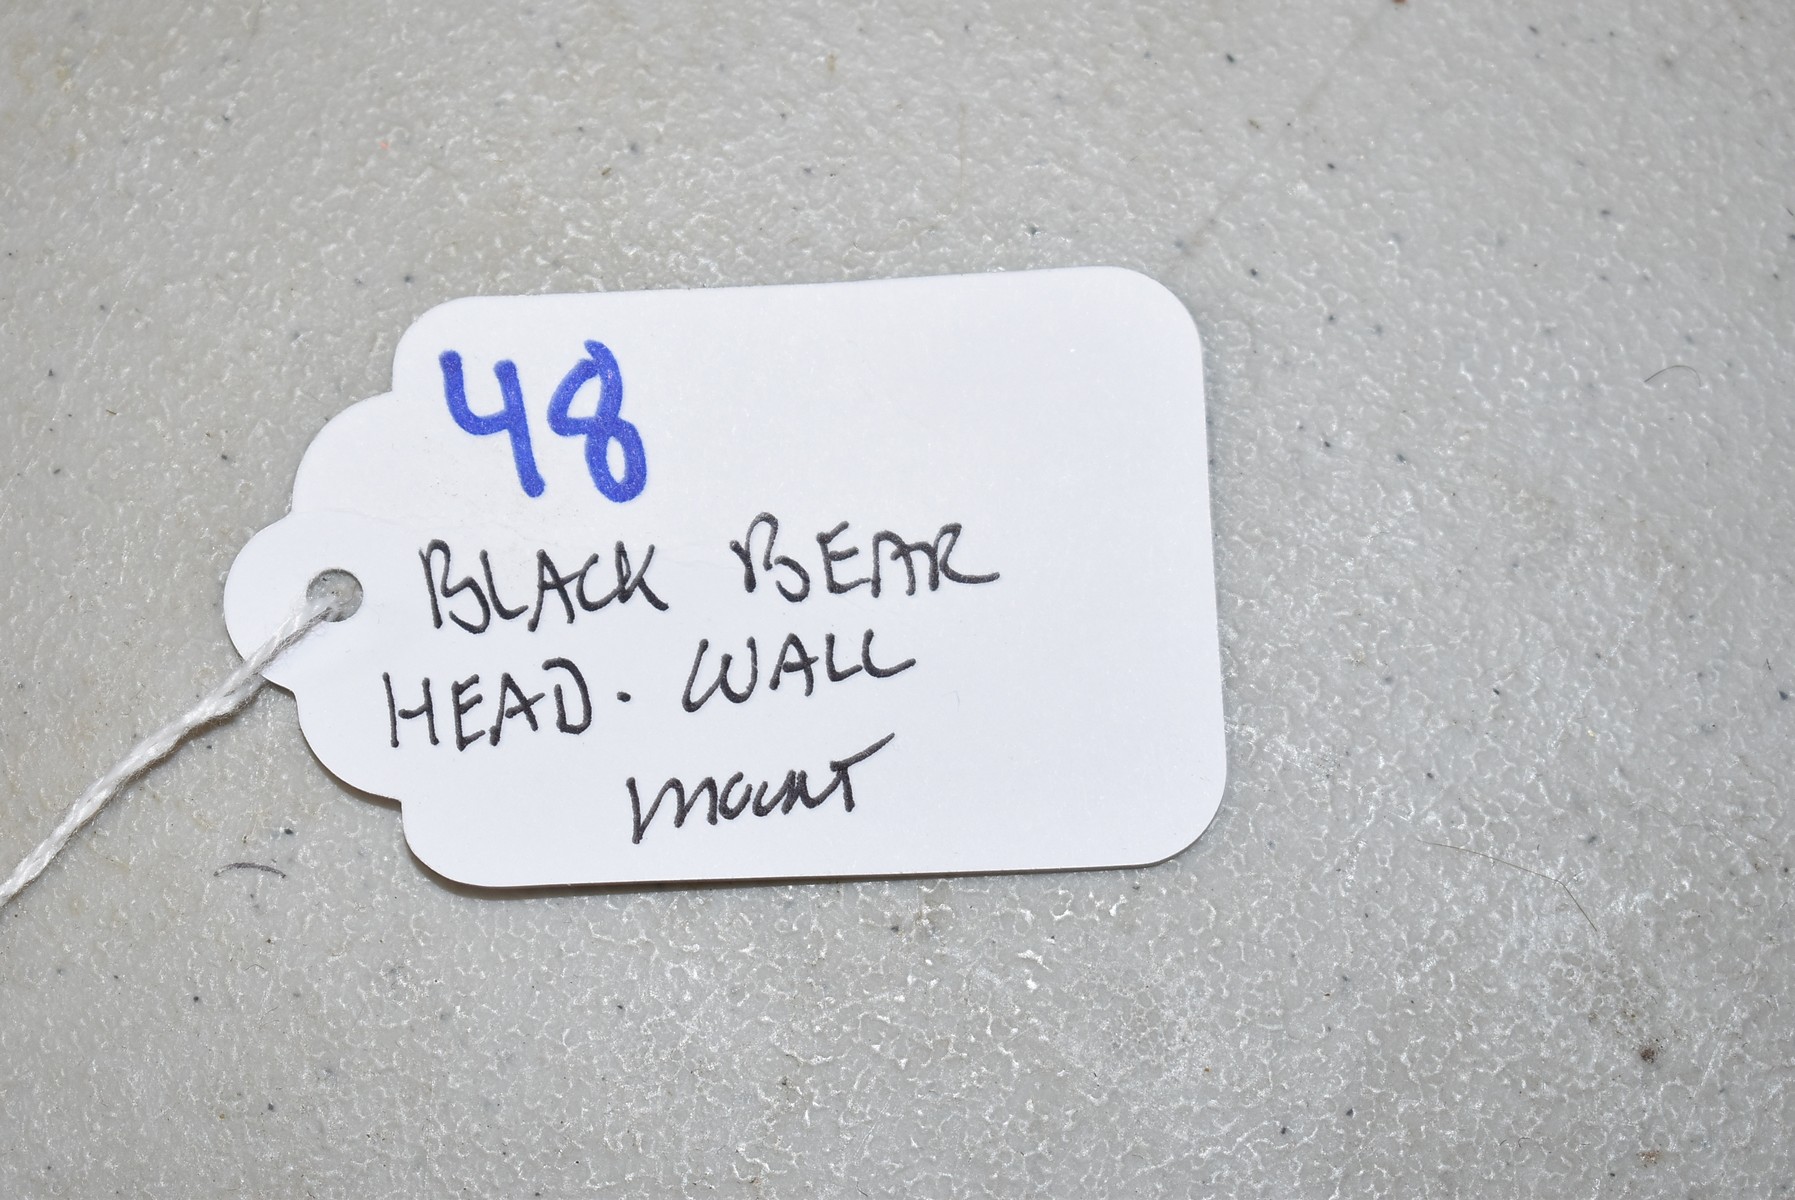 48
BLACK BEAR
HEAD. WALL
MOUNT